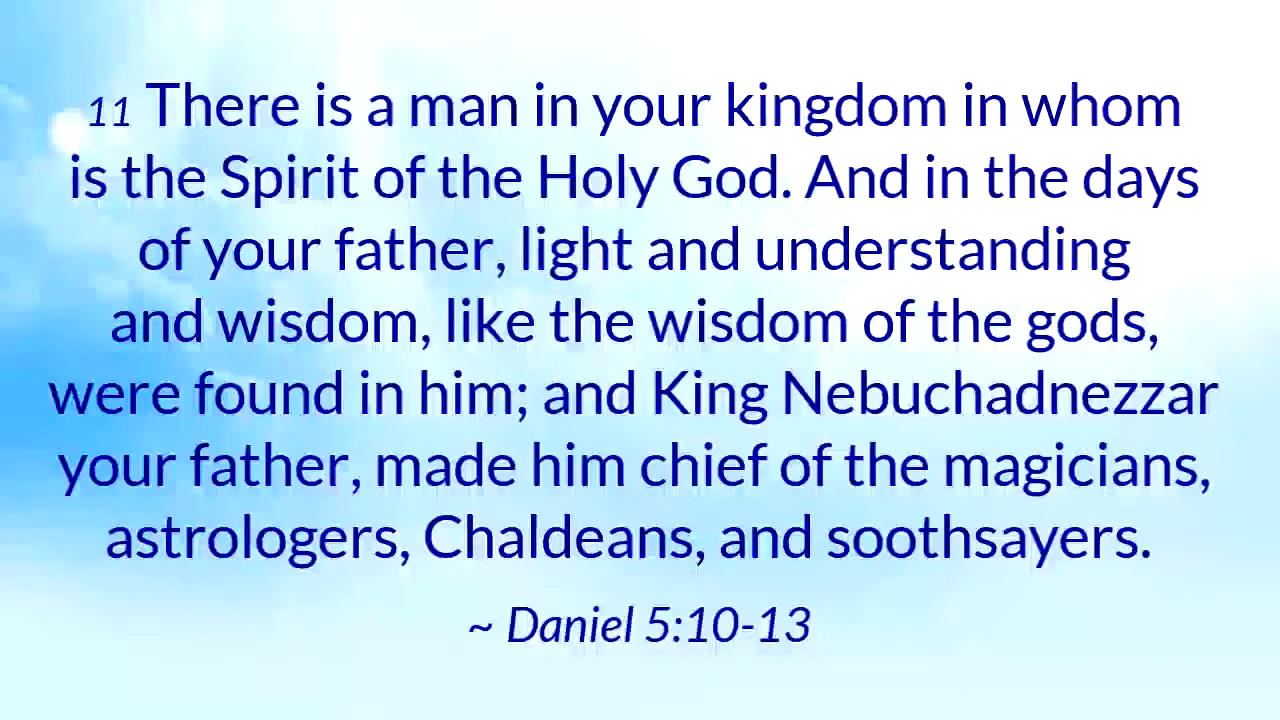 11 There is a man in your kingdom in whom
is the Spirit of the Holy God. And in the days
of your father, light and understanding
and wisdom, like the wisdom of the gods,
were found in him; and King Nebuchadnezzar
your father, made him chief of the magicians,
astrologers, Chaldeans, and soothsayers.
~ Daniel 5:10-13